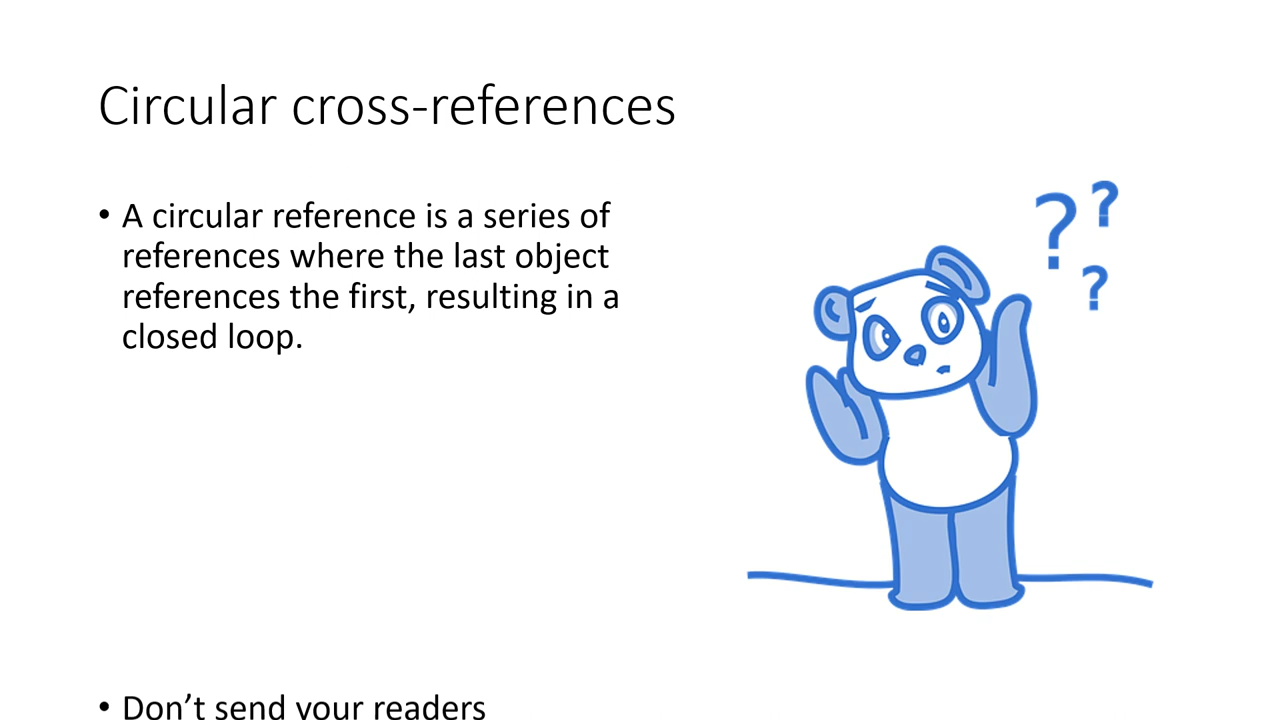 Circular cross-references
• A circular reference is a series of
references where the last object
references the first, resulting in a
closed loop.
? ?
?
• Don’t send your readers